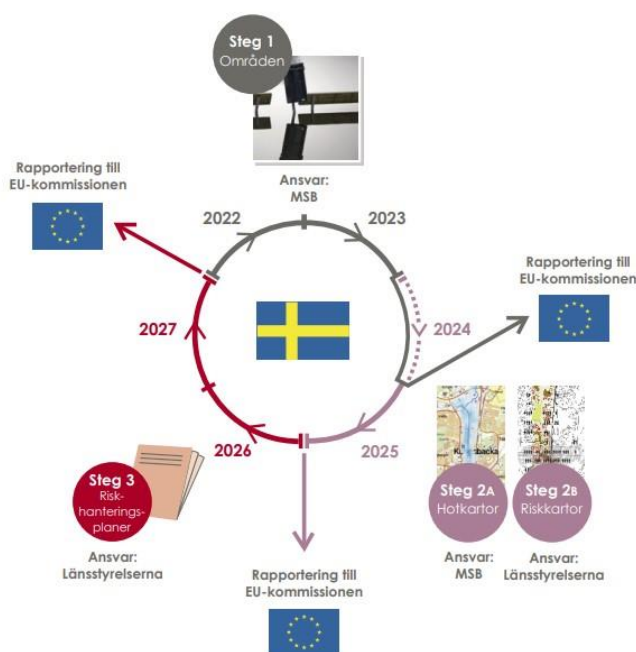 Steg 1
Områden
Ansvar:
MSB
Rapportering till
EU-kommissionen
2022
2023
Rapportering till
EU-kommissionen
2027
2024
2026
2025
Steg 3
Risk-
hanterings-
planer
Ansvar:
Länsstyrelserna
Steg 2A
Hotkartor
Ansvar:
MSB
Steg 2B
Riskkartor
Ansvar:
Länsstyrelserna
Rapportering till
EU-kommissionen